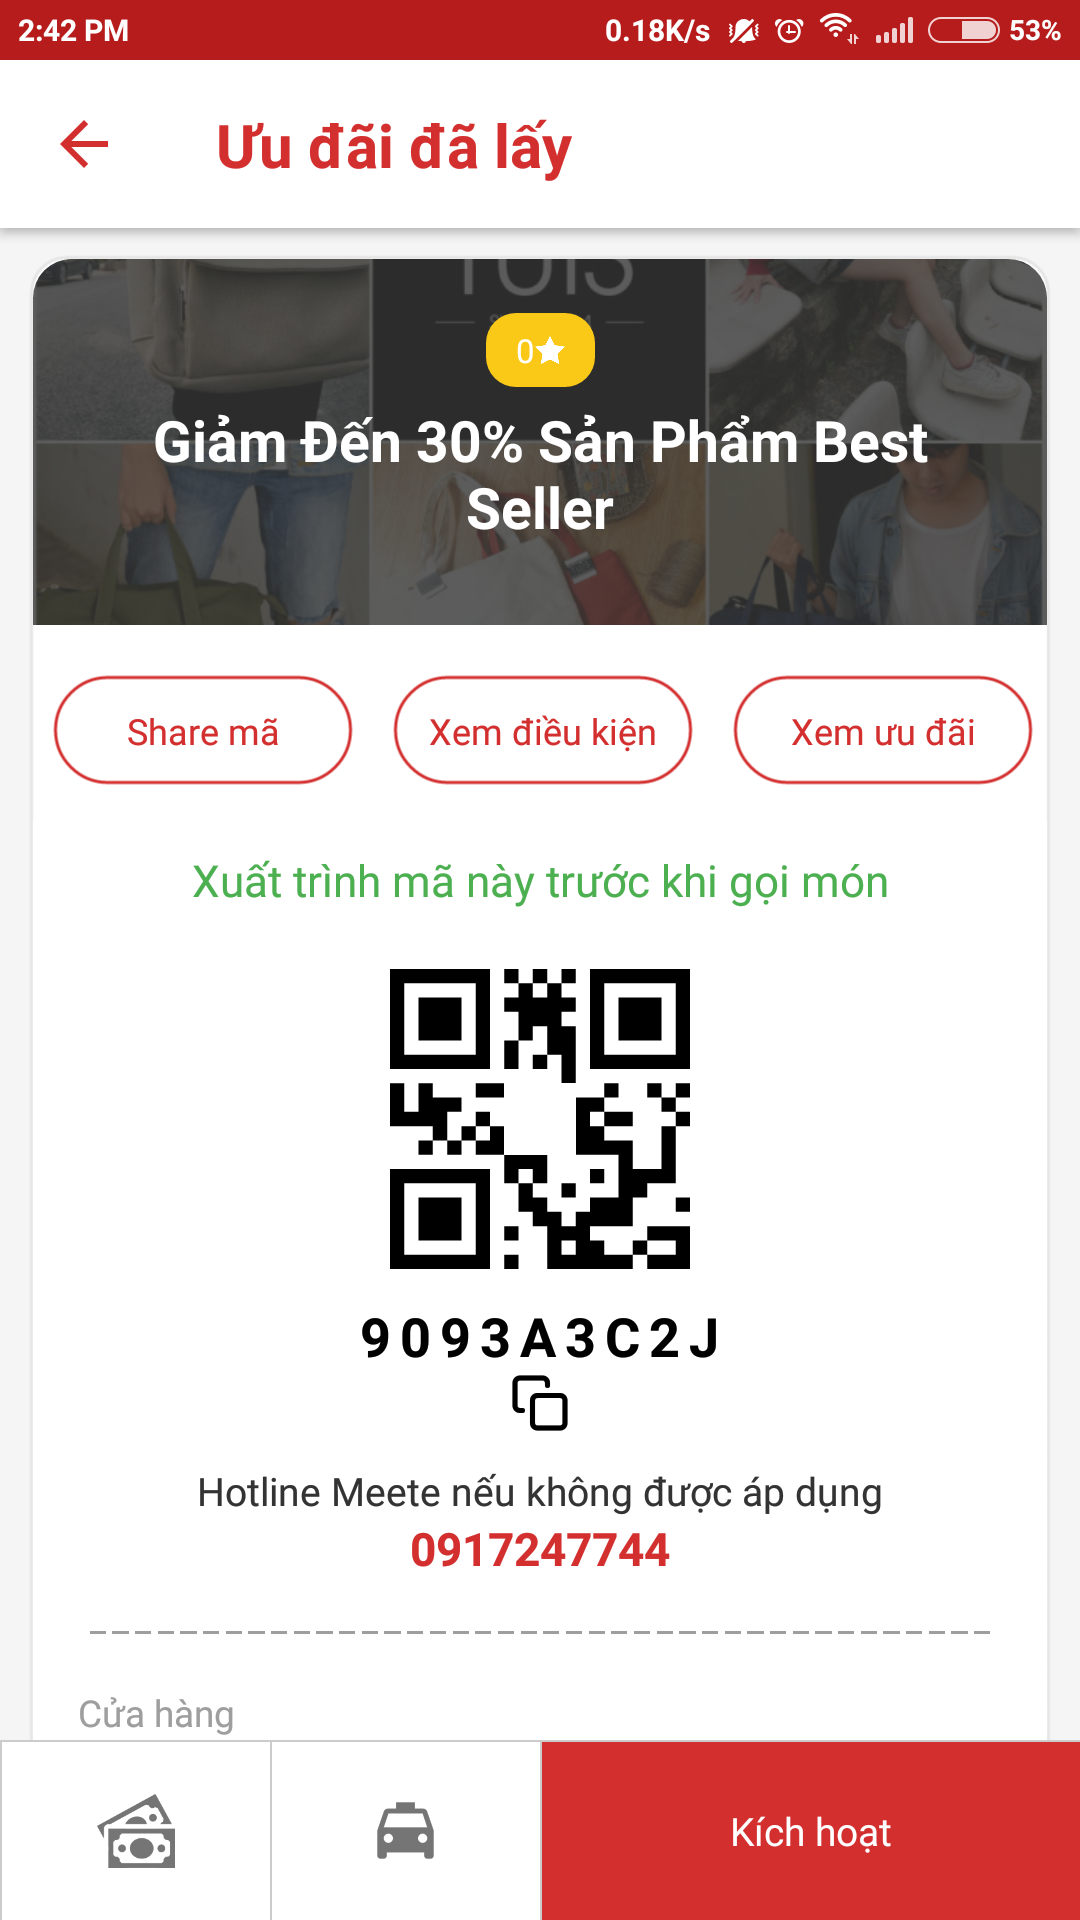 2:42 PM
0.18K/s
53%
Ưu đãi đã lấy
TOTS
0
Giảm Đến 30% Sản Phẩm Best
Seller
Share mã
Xem điều kiện
Xem ưu đãi
Xuất trình mã này trước khi gọi món
9093A3C2J
Hotline Meete nếu không được áp dụng
0917247744
Cửa hàng
Kích hoạt